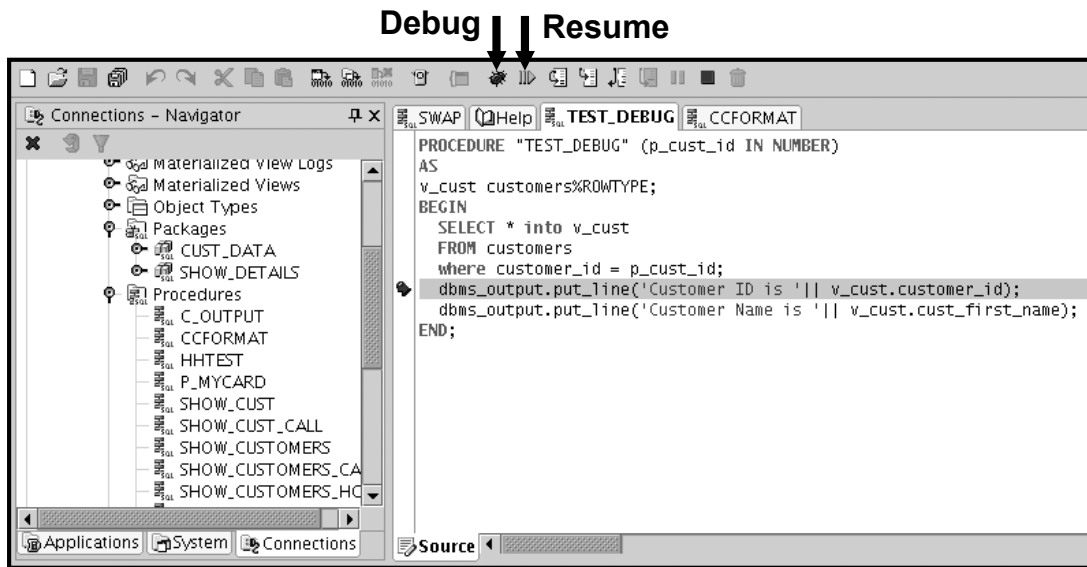 Debug Resume
Connections – Navigator
Materialized View Logs
Materialized Views
Object Types
Packages
CUST_DATA
SHOW_DETAILS
Procedures
C_OUTPUT
CCFORMAT
HHTEST
P_MYCARD
SHOW_CUST
SHOW_CUST_CALL
SHOW_CUSTOMERS
SHOW_CUSTOMERS_CA
SHOW_CUSTOMERS_HC
Applications System Connections
SWAP Help TEST_DEBUG CCFORMAT
PROCEDURE "TEST_DEBUG" (p_cust_id IN NUMBER)
AS
v_cust customers%ROWTYPE;
BEGIN
SELECT * into v_cust
FROM customers
where customer_id = p_cust_id;
dbms_output.put_line('Customer ID is '|| v_cust.customer_id);
dbms_output.put_line('Customer Name is '|| v_cust.cust_first_name);
END;
Source